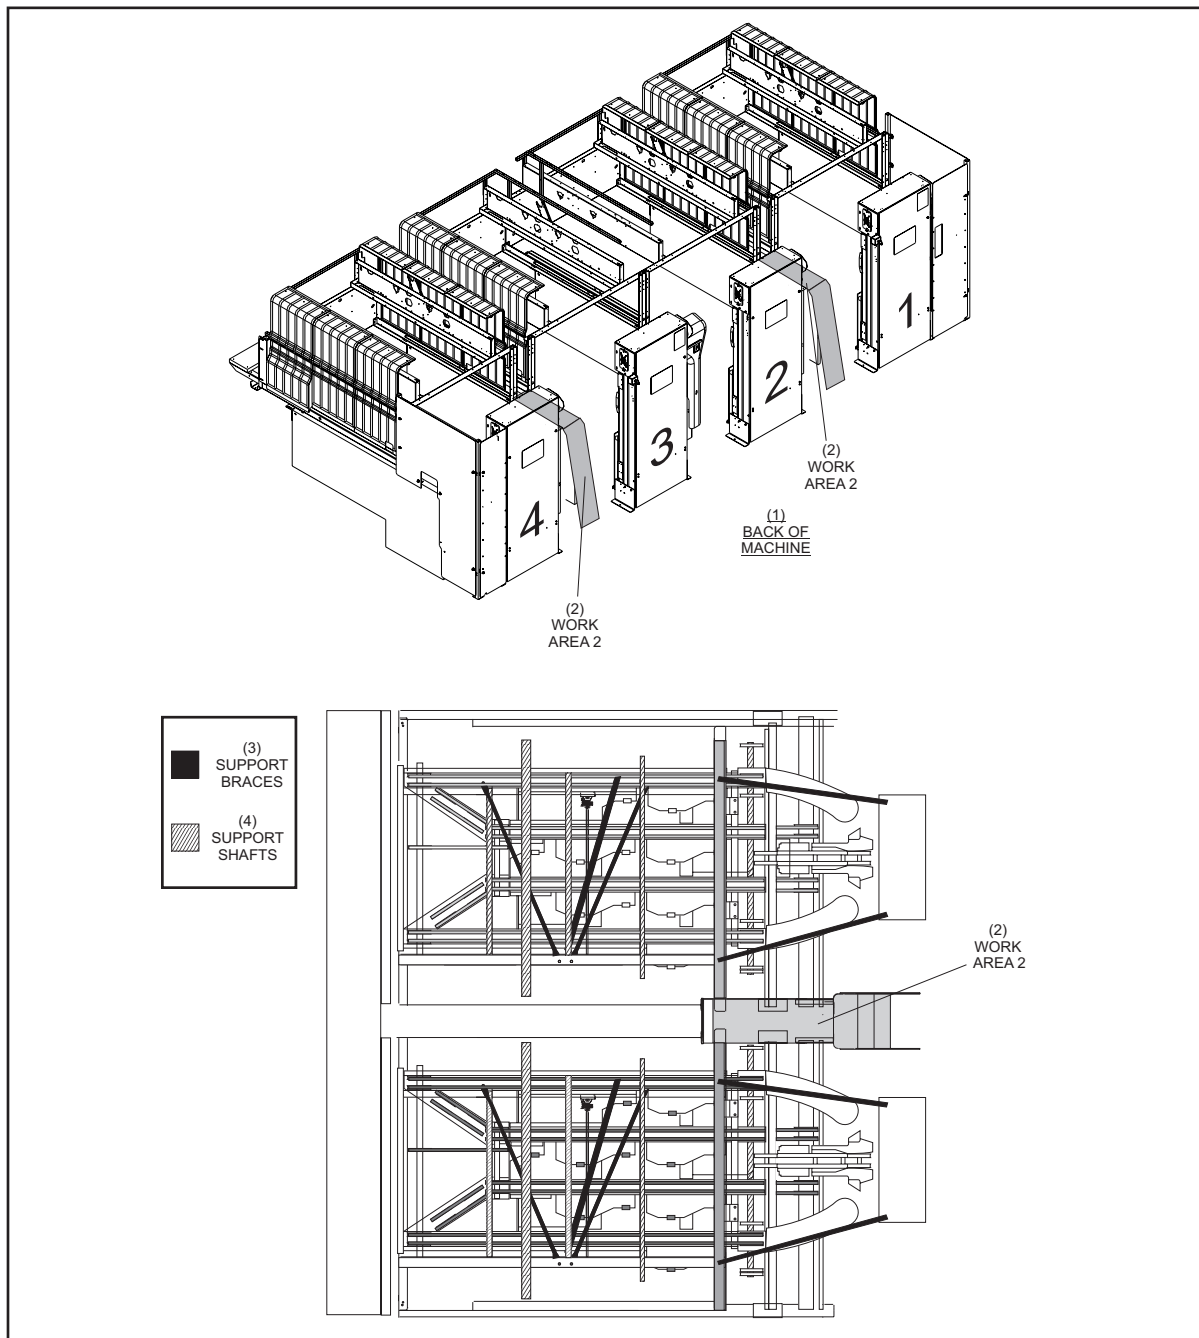 1
2
3
4
(2)
WORK
AREA 2
(1)
BACK OF
MACHINE
(2)
WORK
AREA 2
(3)
SUPPORT
BRACES
(4)
SUPPORT
SHAFTS
(2)
WORK
AREA 2